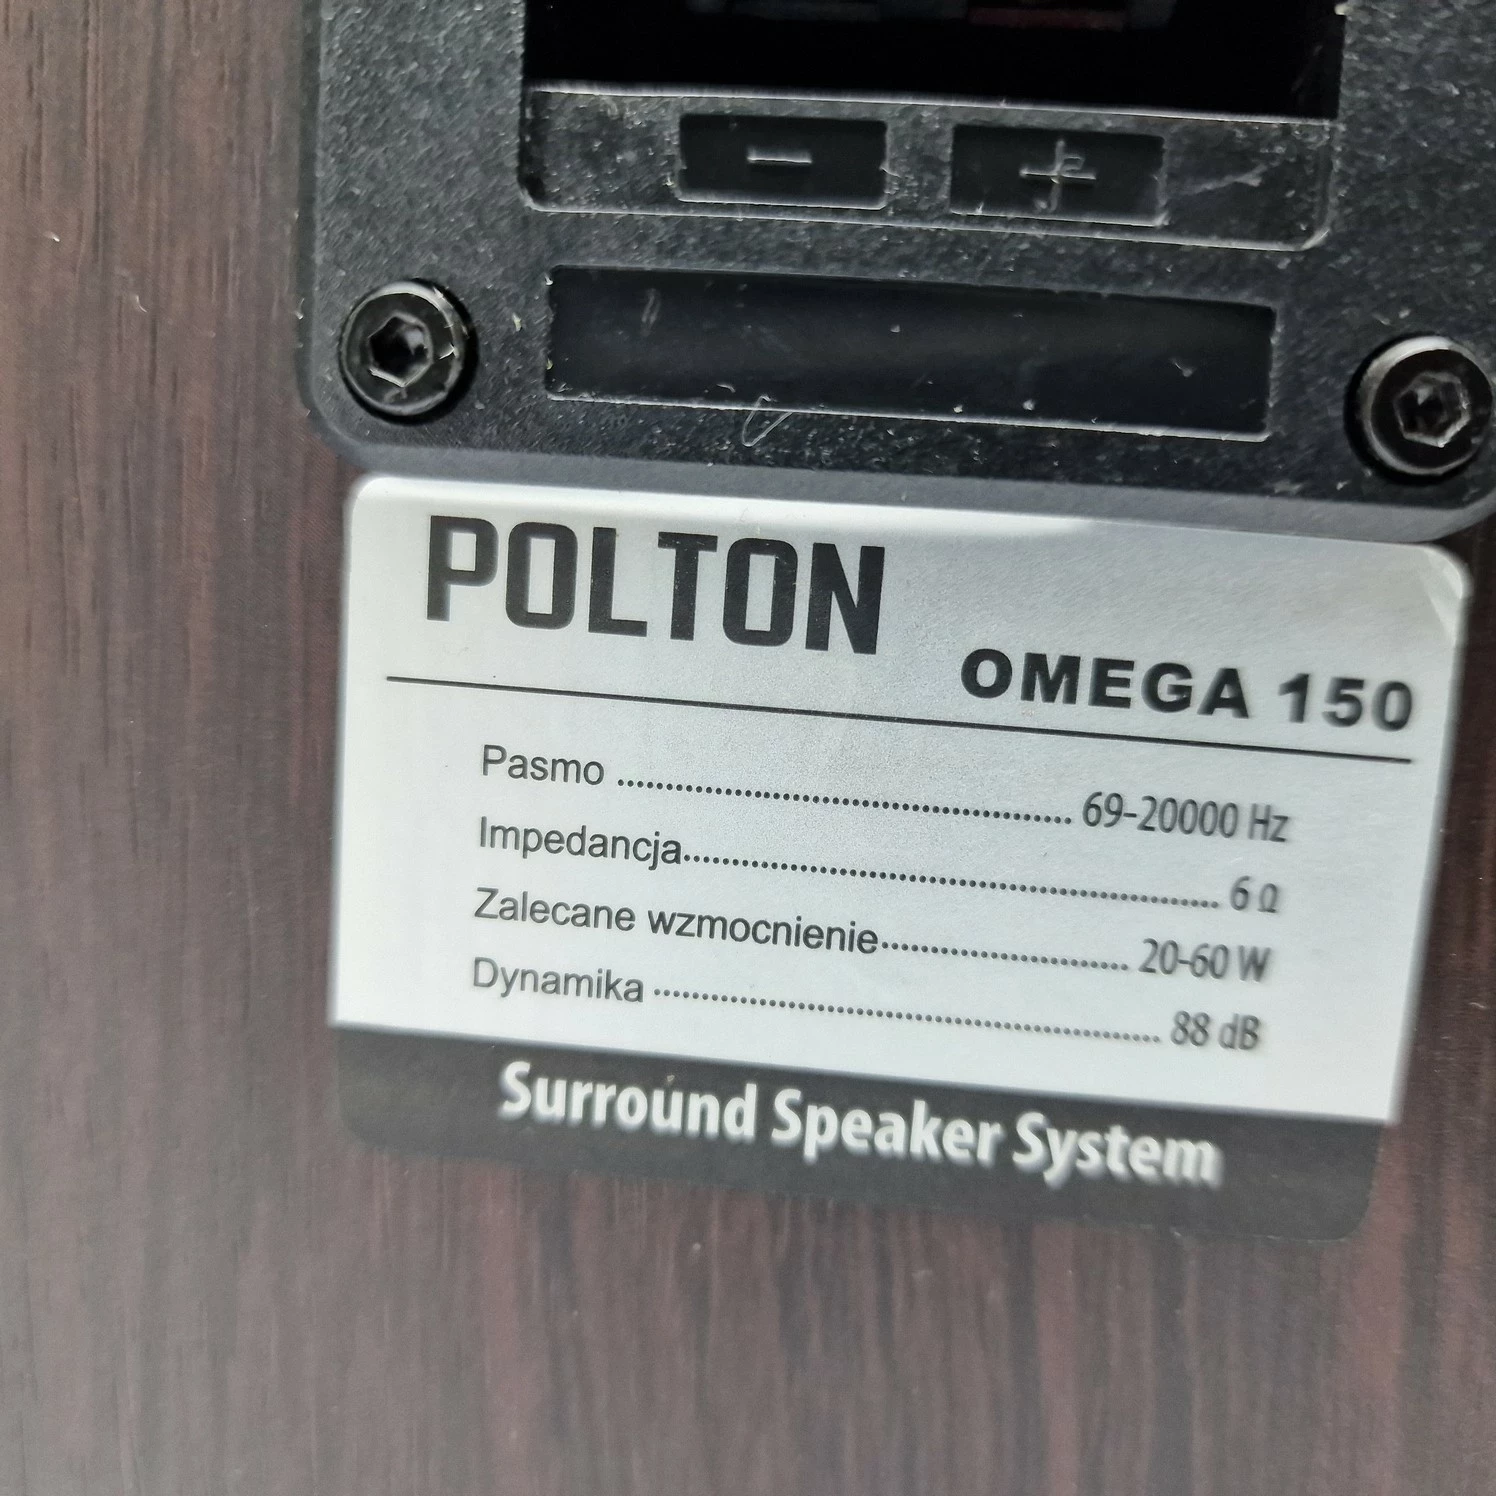 - +
POLTON
OMEGA 150
Pasmo ........................................ 69-20000 Hz
Impedancja............................................... 6 Ω
Zalecane wzmocnienie...................... 20-60 W
Dynamika ............................................. 88 dB
Surround Speaker System